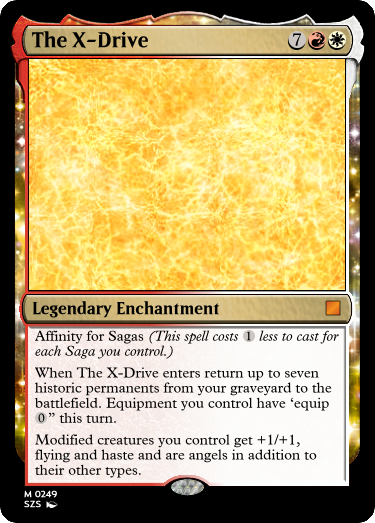 The X-Drive 7
Legendary Enchantment
Affinity for Sagas (This spell costs 1 less to cast for
each Saga you control.)
When The X-Drive enters return up to seven
historic permanents from your graveyard to the
battlefield. Equipment you control have ‘equip
0” this turn.
Modified creatures you control get +1/+1,
flying and haste and are angels in addition to
their other types.
M 0249
SZS